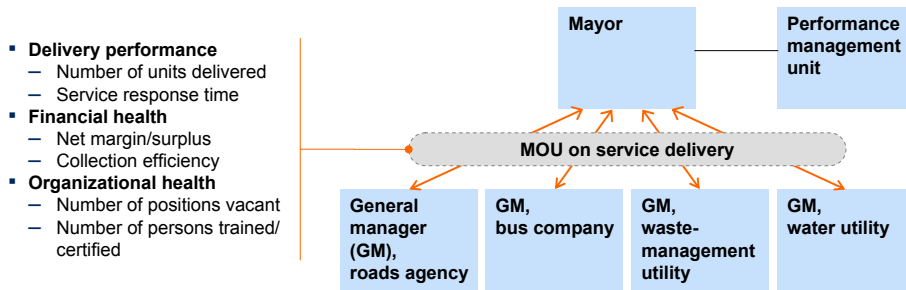 ▪ Delivery performance
– Number of units delivered
– Service response time
▪ Financial health
– Net margin/surplus
– Collection efficiency
▪ Organizational health
– Number of positions vacant
– Number of persons trained/
certified
Mayor
Performance
management
unit
MOU on service delivery
General
manager
(GM),
roads agency
GM,
bus company
GM,
waste-
management
utility
GM,
water utility